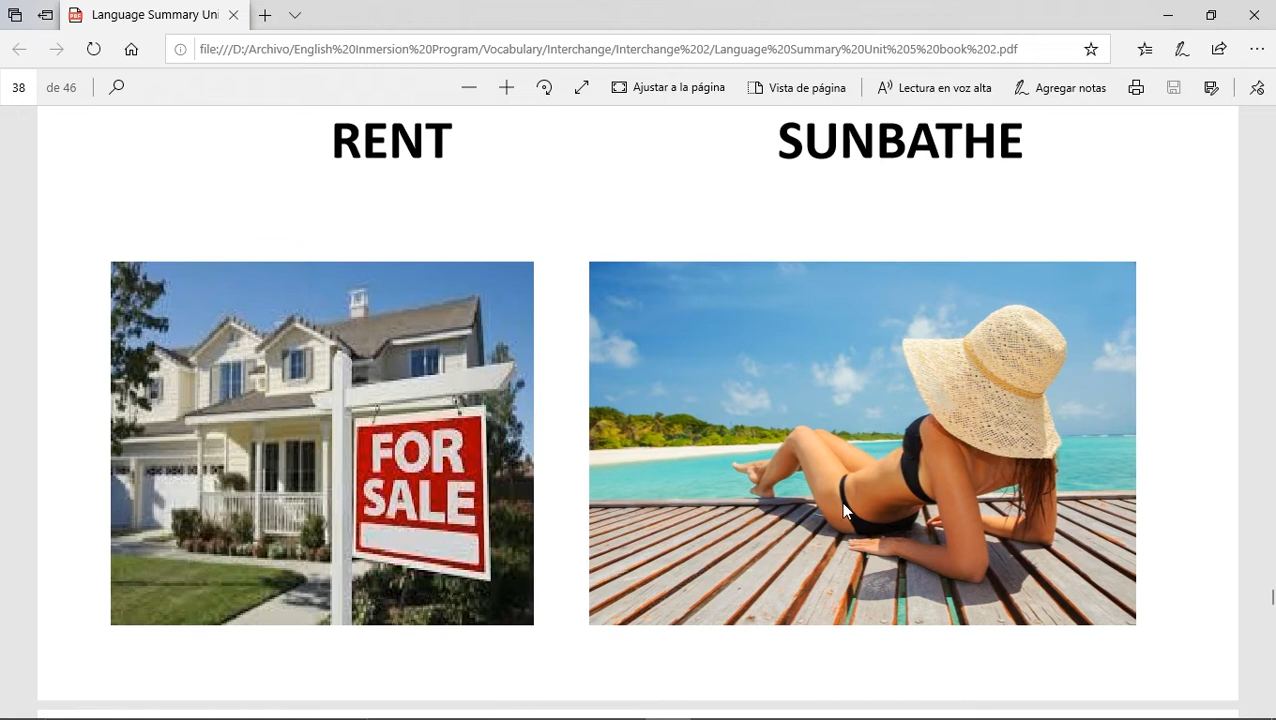 Language Summary Uni
file:///D:/Archivo/English%20Inmersion%20Program/Vocabulary/Interchange/Interchange%202/Language%20Summary%20Unit%205%20book%202.pdf
38 de 46
Ajustar a la página
Vista de página
Lectura en voz alta
Agregar notas
RENT
SUNBATHE
FOR
SALE